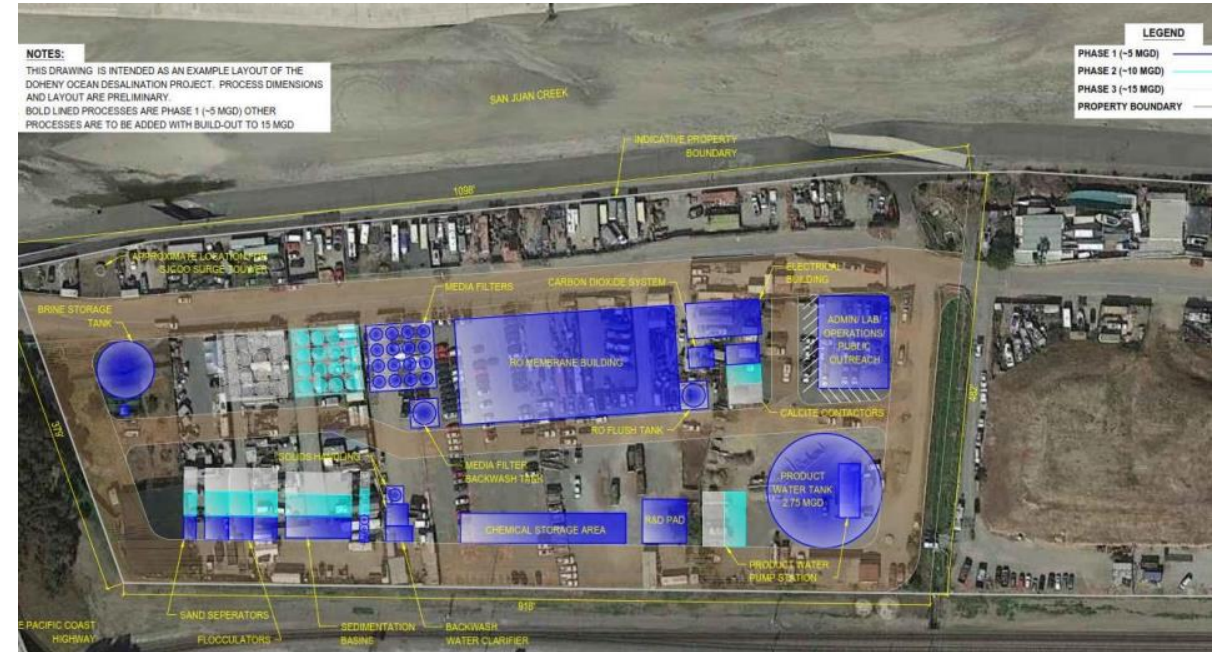 NOTES:
THIS DRAWING IS INTENDED AS AN EXAMPLE LAYOUT OF THE
DOHENY OCEAN DESALINATION PROJECT. PROCESS DIMENSIONS
AND LAYOUT ARE PRELIMINARY.
BOLD LINED PROCESSES ARE PHASE 1 (~5 MGD) OTHER
PROCESSES ARE TO BE ADDED WITH BUILD-OUT TO 15 MGD
LEGEND
PHASE 1 (~5 MGD)
PHASE 2 (~10 MGD)
PHASE 3 (~15 MGD)
PROPERTY BOUNDARY
SAN JUAN CREEK
INDICATIVE PROPERTY
BOUNDARY
1098'
APPROXIMATE LOCATION FOR
SJCOO SURGE TOWER
BRINE STORAGE
TANK
MEDIA FILTERS
CARBON DIOXIDE SYSTEM
ELECTRICAL
BUILDING
RO MEMBRANE BUILDING
ADMIN/ LAB/
OPERATIONS/
PUBLIC
OUTREACH
482'
378'
CALCITE CONTACTORS
RO FLUSH TANK
SOLIDS HANDLING
MEDIA FILTER
BACKWASH TANK
PRODUCT
WATER TANK
2.75 MGD
CHEMICAL STORAGE AREA
R&D PAD
PRODUCT WATER
PUMP STATION
918'
SAND SEPERATORS
FLOCCULATORS
SEDIMENTATION
BASINS
BACKWASH
WATER CLARIFIER
E PACIFIC COAST
HIGHWAY